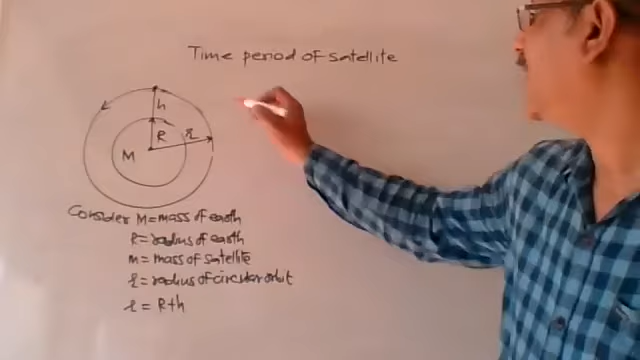 Time period of satellite
h
R
r
M
Consider M=mass of earth
R=radius of earth
m=mass of satellite
r=radius of circular orbit
r=R+h